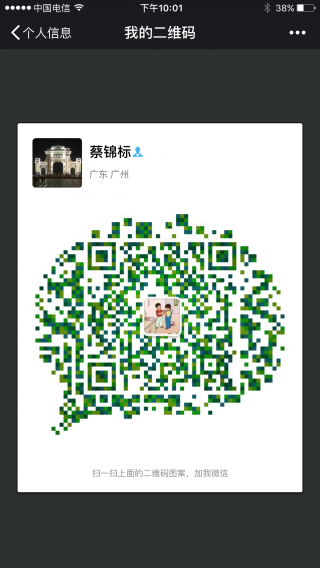 中国电信 下午10:01 38%
个人信息 我的二维码
蔡锦标
广东 广州
扫一扫上面的二维码图案，加我微信